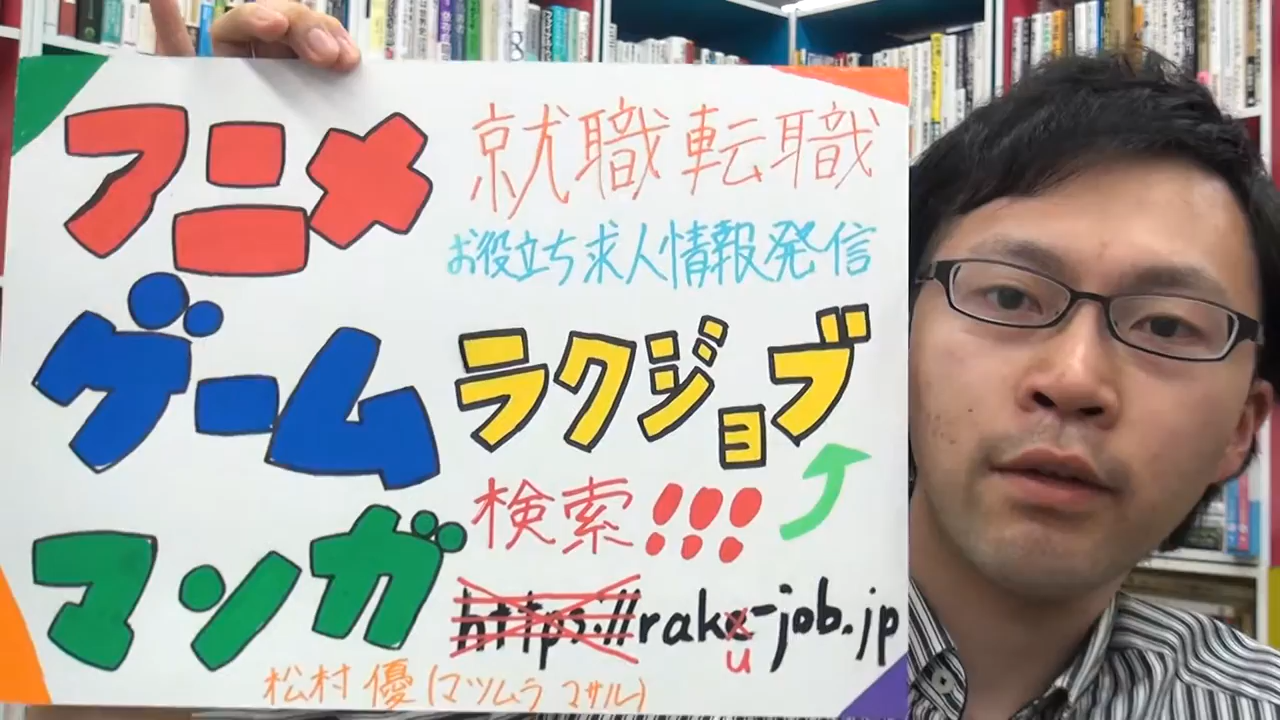 アニメ
就職転職
お役立ち求人情報発信
ゲーム
ラクジョブ
マンガ
検索!!!
https://rake-job.jp
u
松村 優(マツムラ マサル)